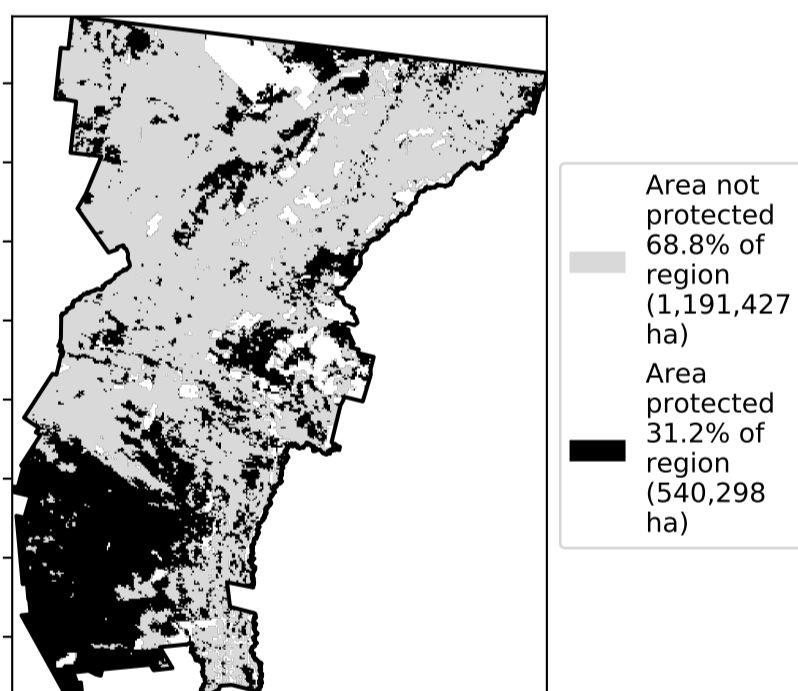 Area not
protected
68.8% of
region
(1,191,427
ha)
Area
protected
31.2% of
region
(540,298
ha)